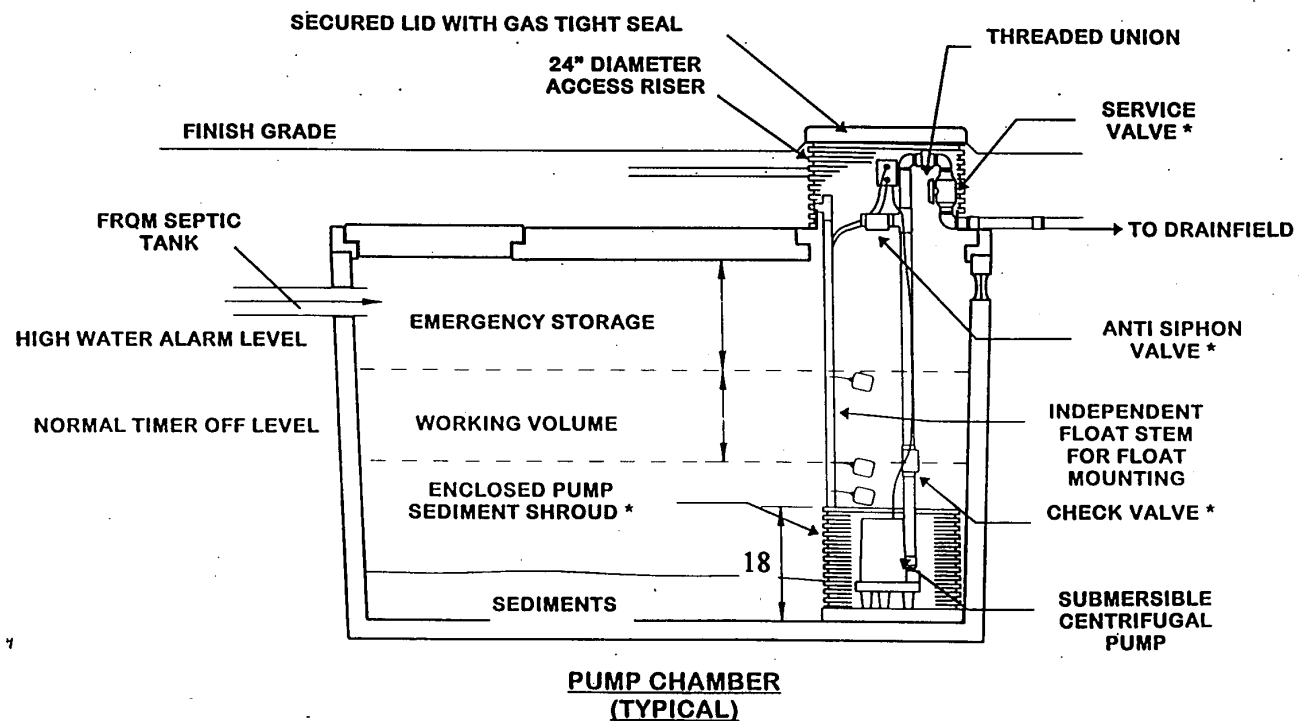 SECURED LID WITH GAS TIGHT SEAL
THREADED UNION
24" DIAMETER
ACCESS RISER
SERVICE
VALVE *
FINISH GRADE
FROM SEPTIC
TANK
TO DRAINFIELD
EMERGENCY STORAGE
HIGH WATER ALARM LEVEL
ANTI SIPHON
VALVE *
NORMAL TIMER OFF LEVEL
WORKING VOLUME
INDEPENDENT
FLOAT STEM
FOR FLOAT
MOUNTING
ENCLOSED PUMP
SEDIMENT SHROUD *
CHECK VALVE *
18
SEDIMENTS
SUBMERSIBLE
CENTRIFUGAL
PUMP
PUMP CHAMBER
(TYPICAL)